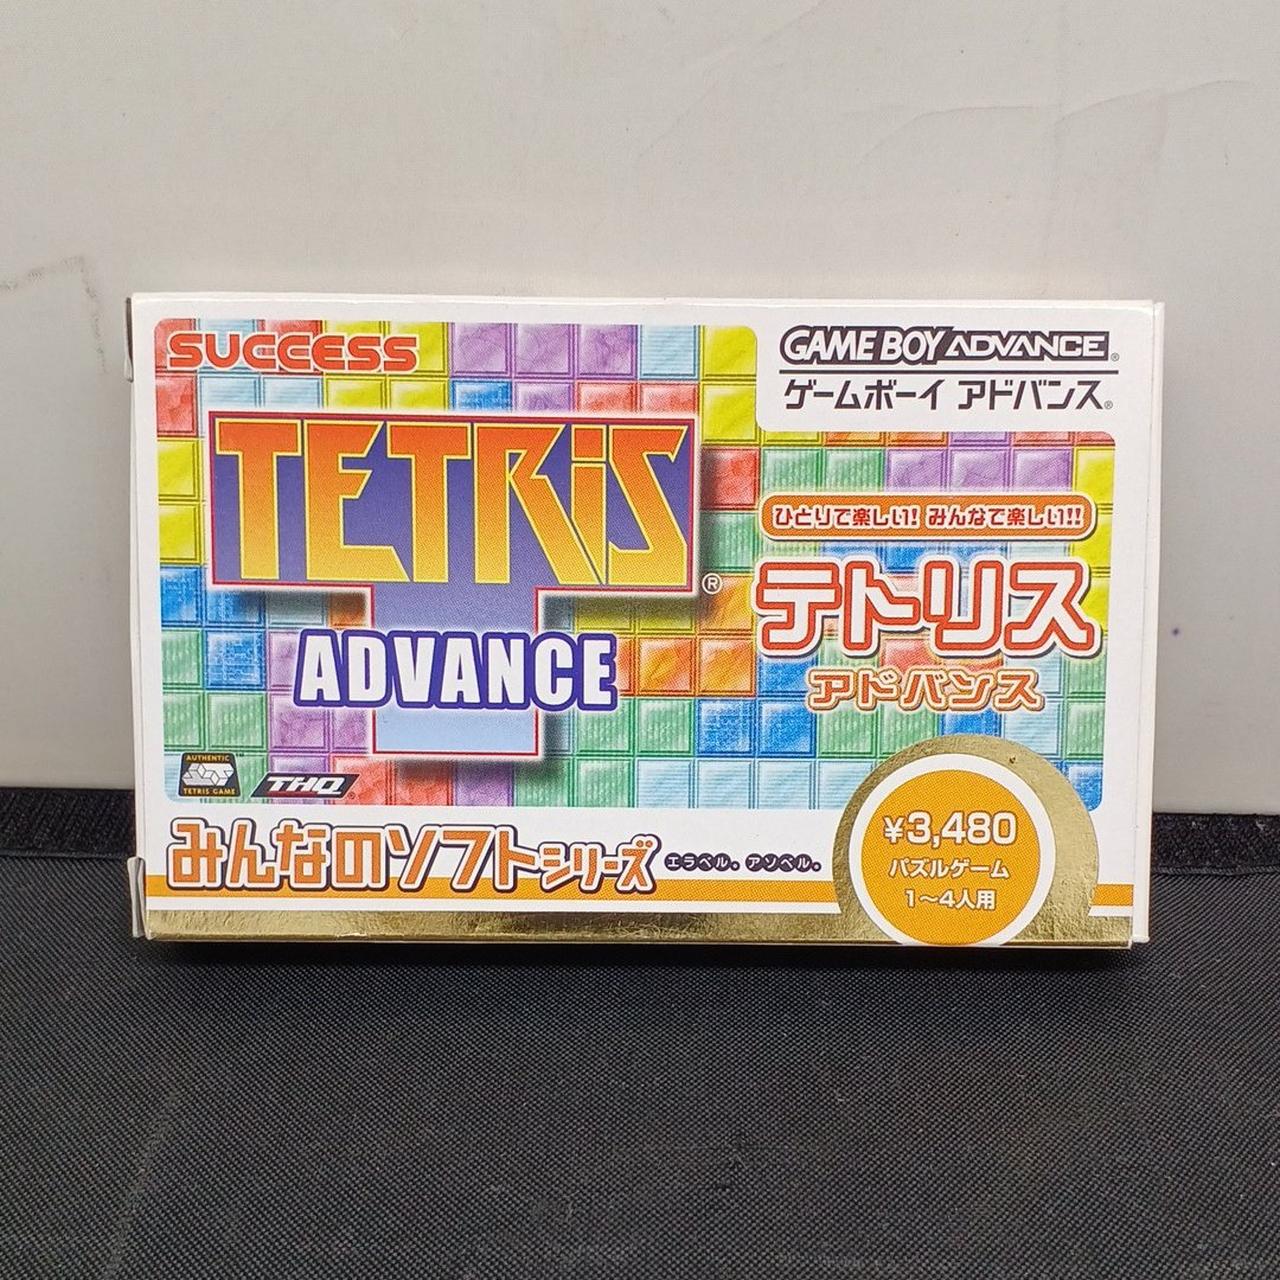 SUCCESS
GAME BOY ADVANCE®
ゲームボーイ アドバンス®
TETRiS®
ADVANCE
ひとりで楽しい! みんなで楽しい!!
テトリス
アドバンス
AUTHENTIC
TETRIS GAME
THQ®
みんなのソフトシリーズ
エラベル。アソベル。
¥3,480
パズルゲーム
1〜4人用